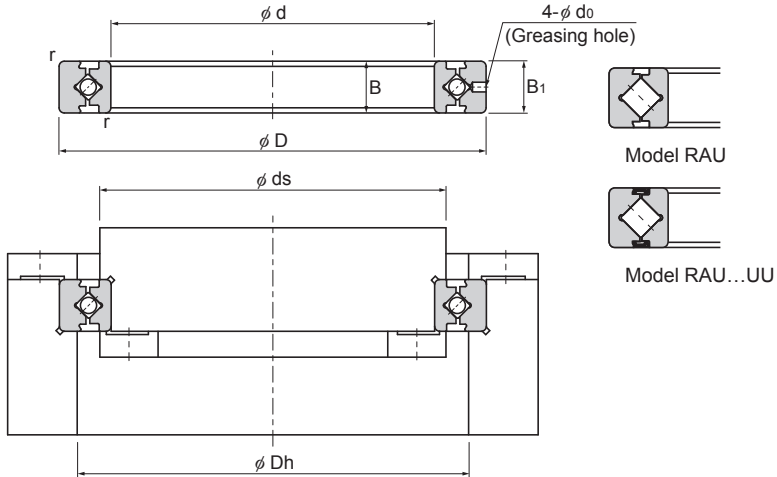 φ d
4-φ d0
(Greasing hole)
r
B
B1
r
φ D
Model RAU
φ ds
Model RAU...UU
φ Dh